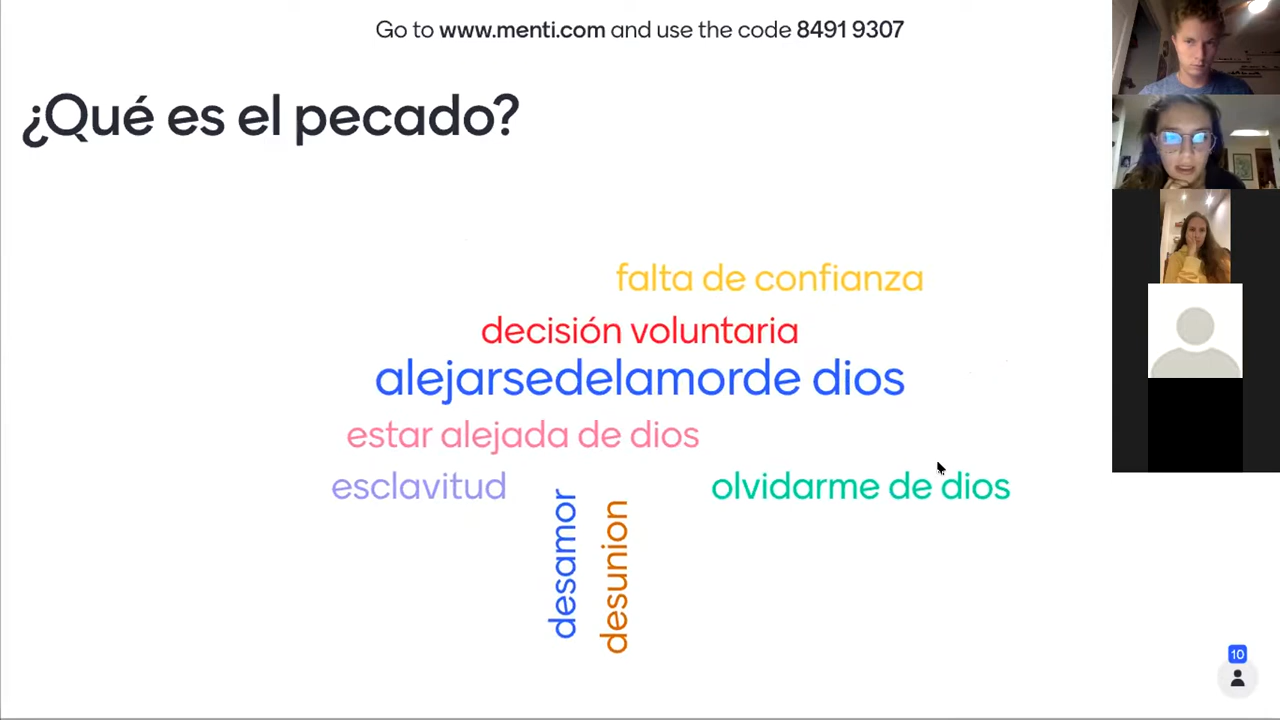 Go to www.menti.com and use the code 8491 9307
¿Qué es el pecado?
falta de confianza
decisión voluntaria
alejarsedelamorde dios
estar alejada de dios
esclavitud
olvidarme de dios
desamor
desunion
10